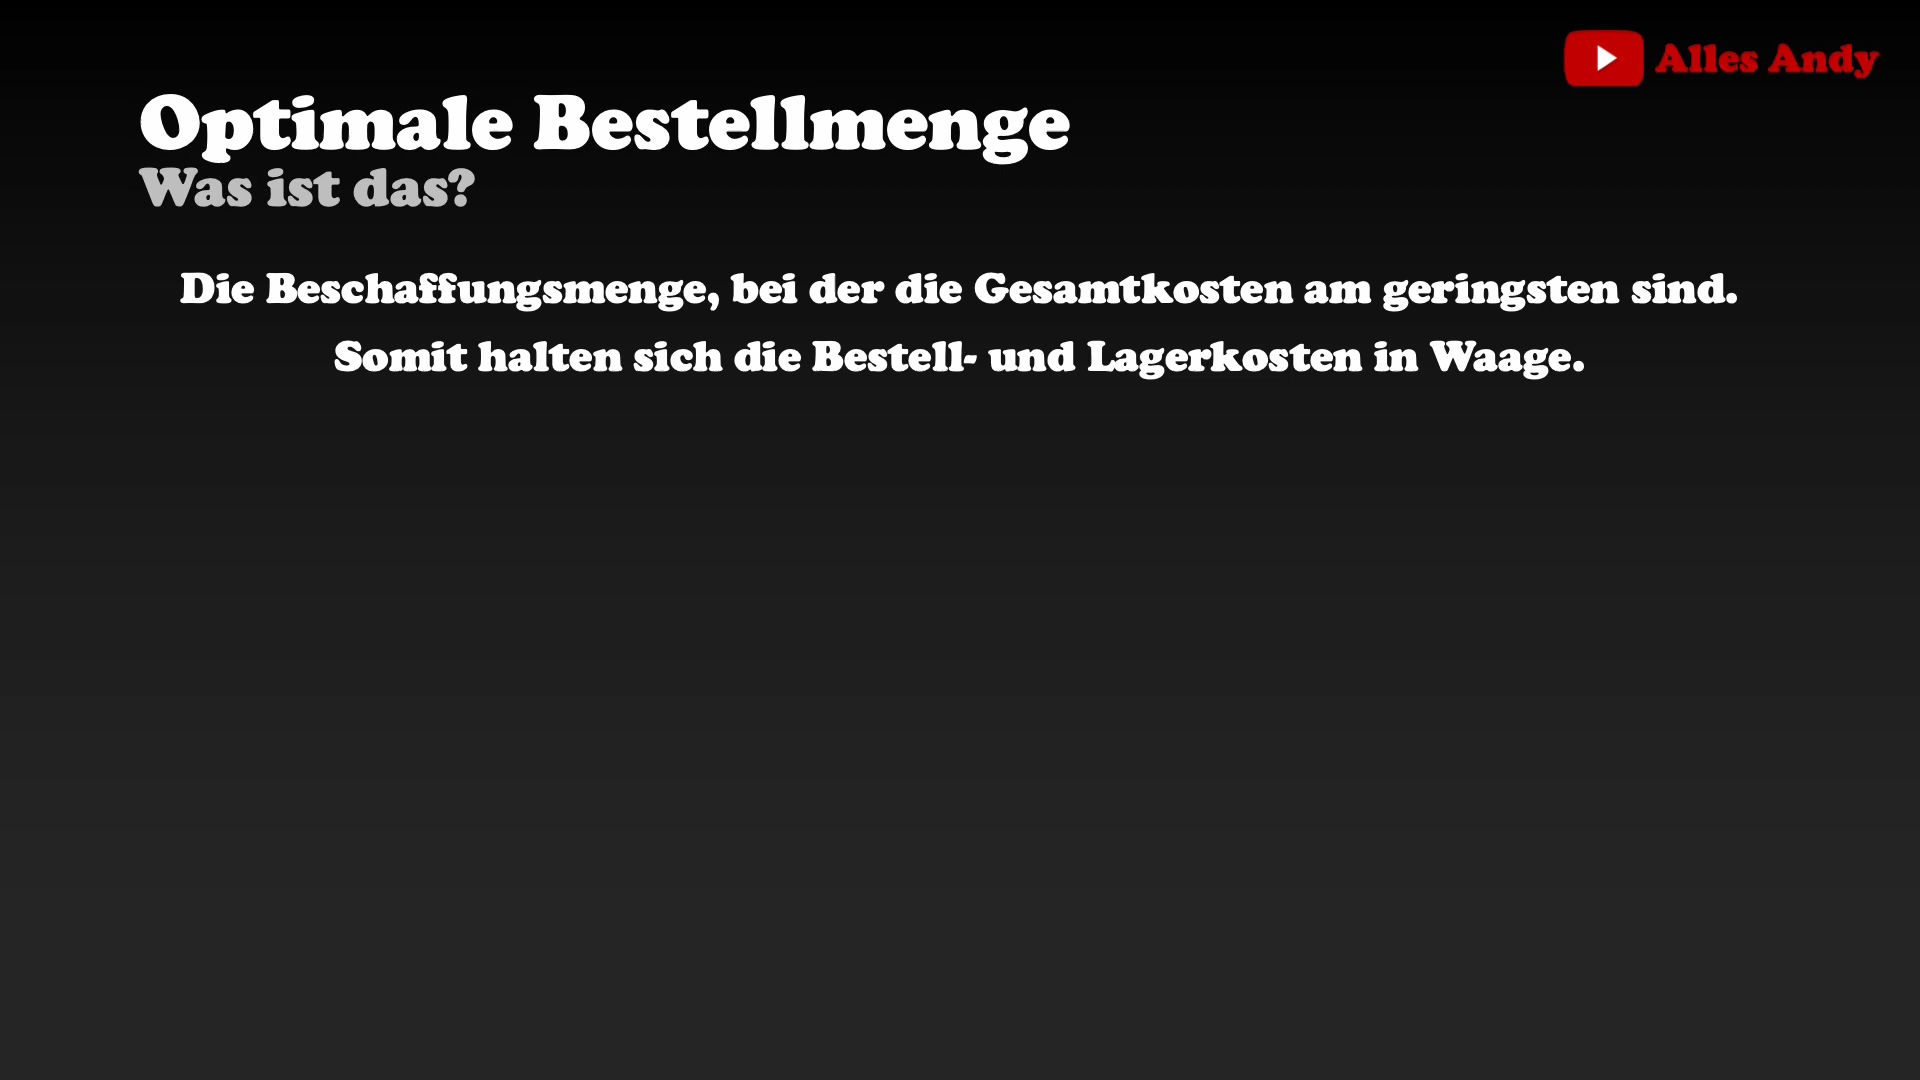 Alles Andy
Optimale Bestellmenge
Was ist das?
Die Beschaffungsmenge, bei der die Gesamtkosten am geringsten sind.
Somit halten sich die Bestell- und Lagerkosten in Waage.